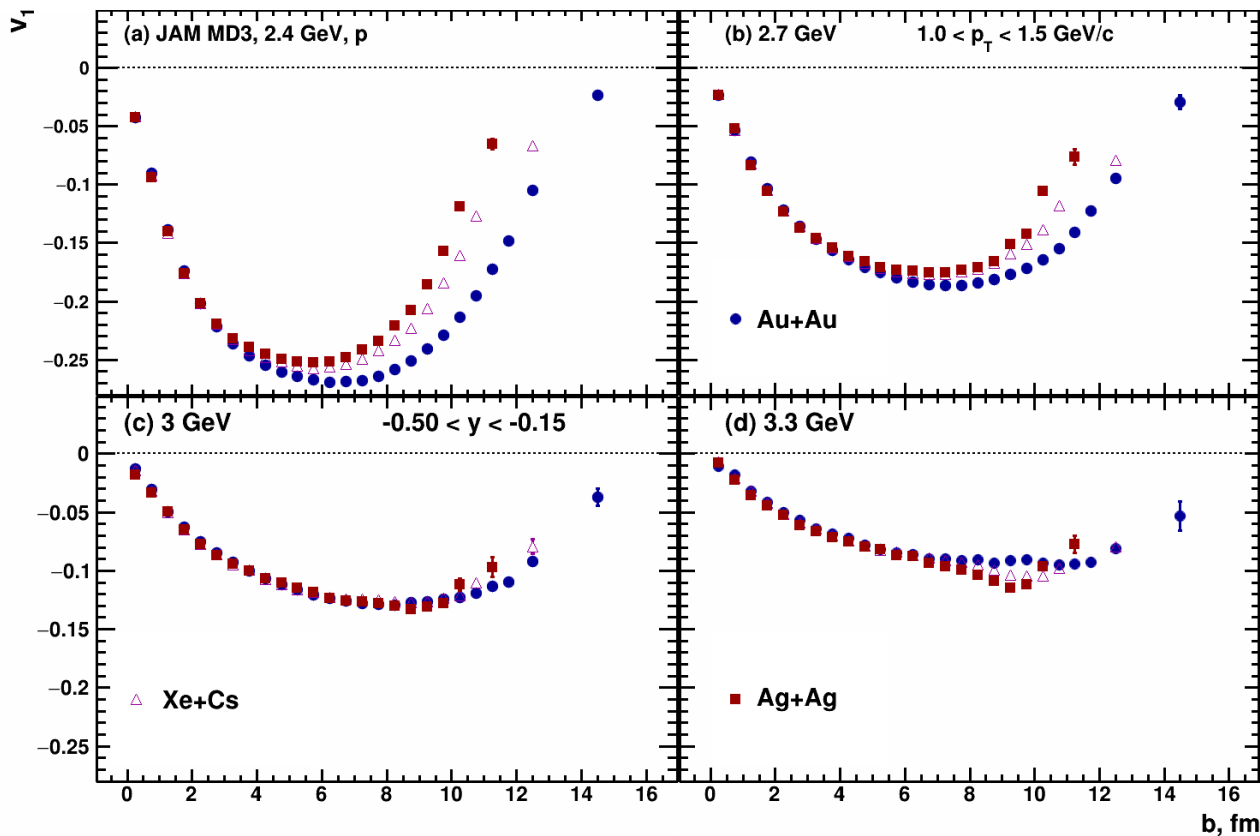 v1
(a) JAM MD3, 2.4 GeV, p
(b) 2.7 GeV 1.0 < pT < 1.5 GeV/c
0
−0.05
−0.1
−0.15
−0.2
−0.25
Au+Au
(c) 3 GeV -0.50 < y < -0.15
(d) 3.3 GeV
0
−0.05
−0.1
−0.15
−0.2
−0.25
Xe+Cs
Ag+Ag
0 2 4 6 8 10 12 14 16
0 2 4 6 8 10 12 14 16
b, fm